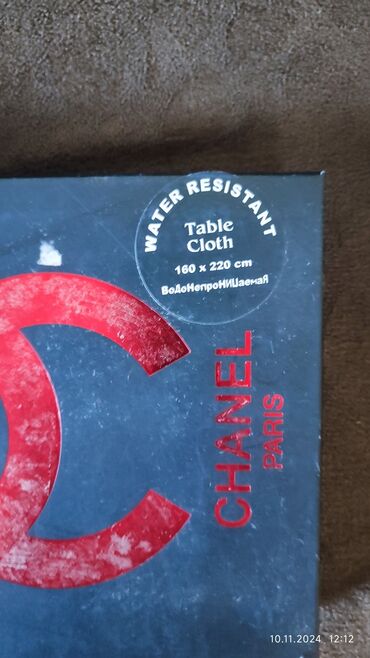 WATER RESISTANT
Table
Cloth
160 x 220 cm
ВоДоНепроНИЦаемаЯ
CHANEL
PARIS
10.11.2024 12:12